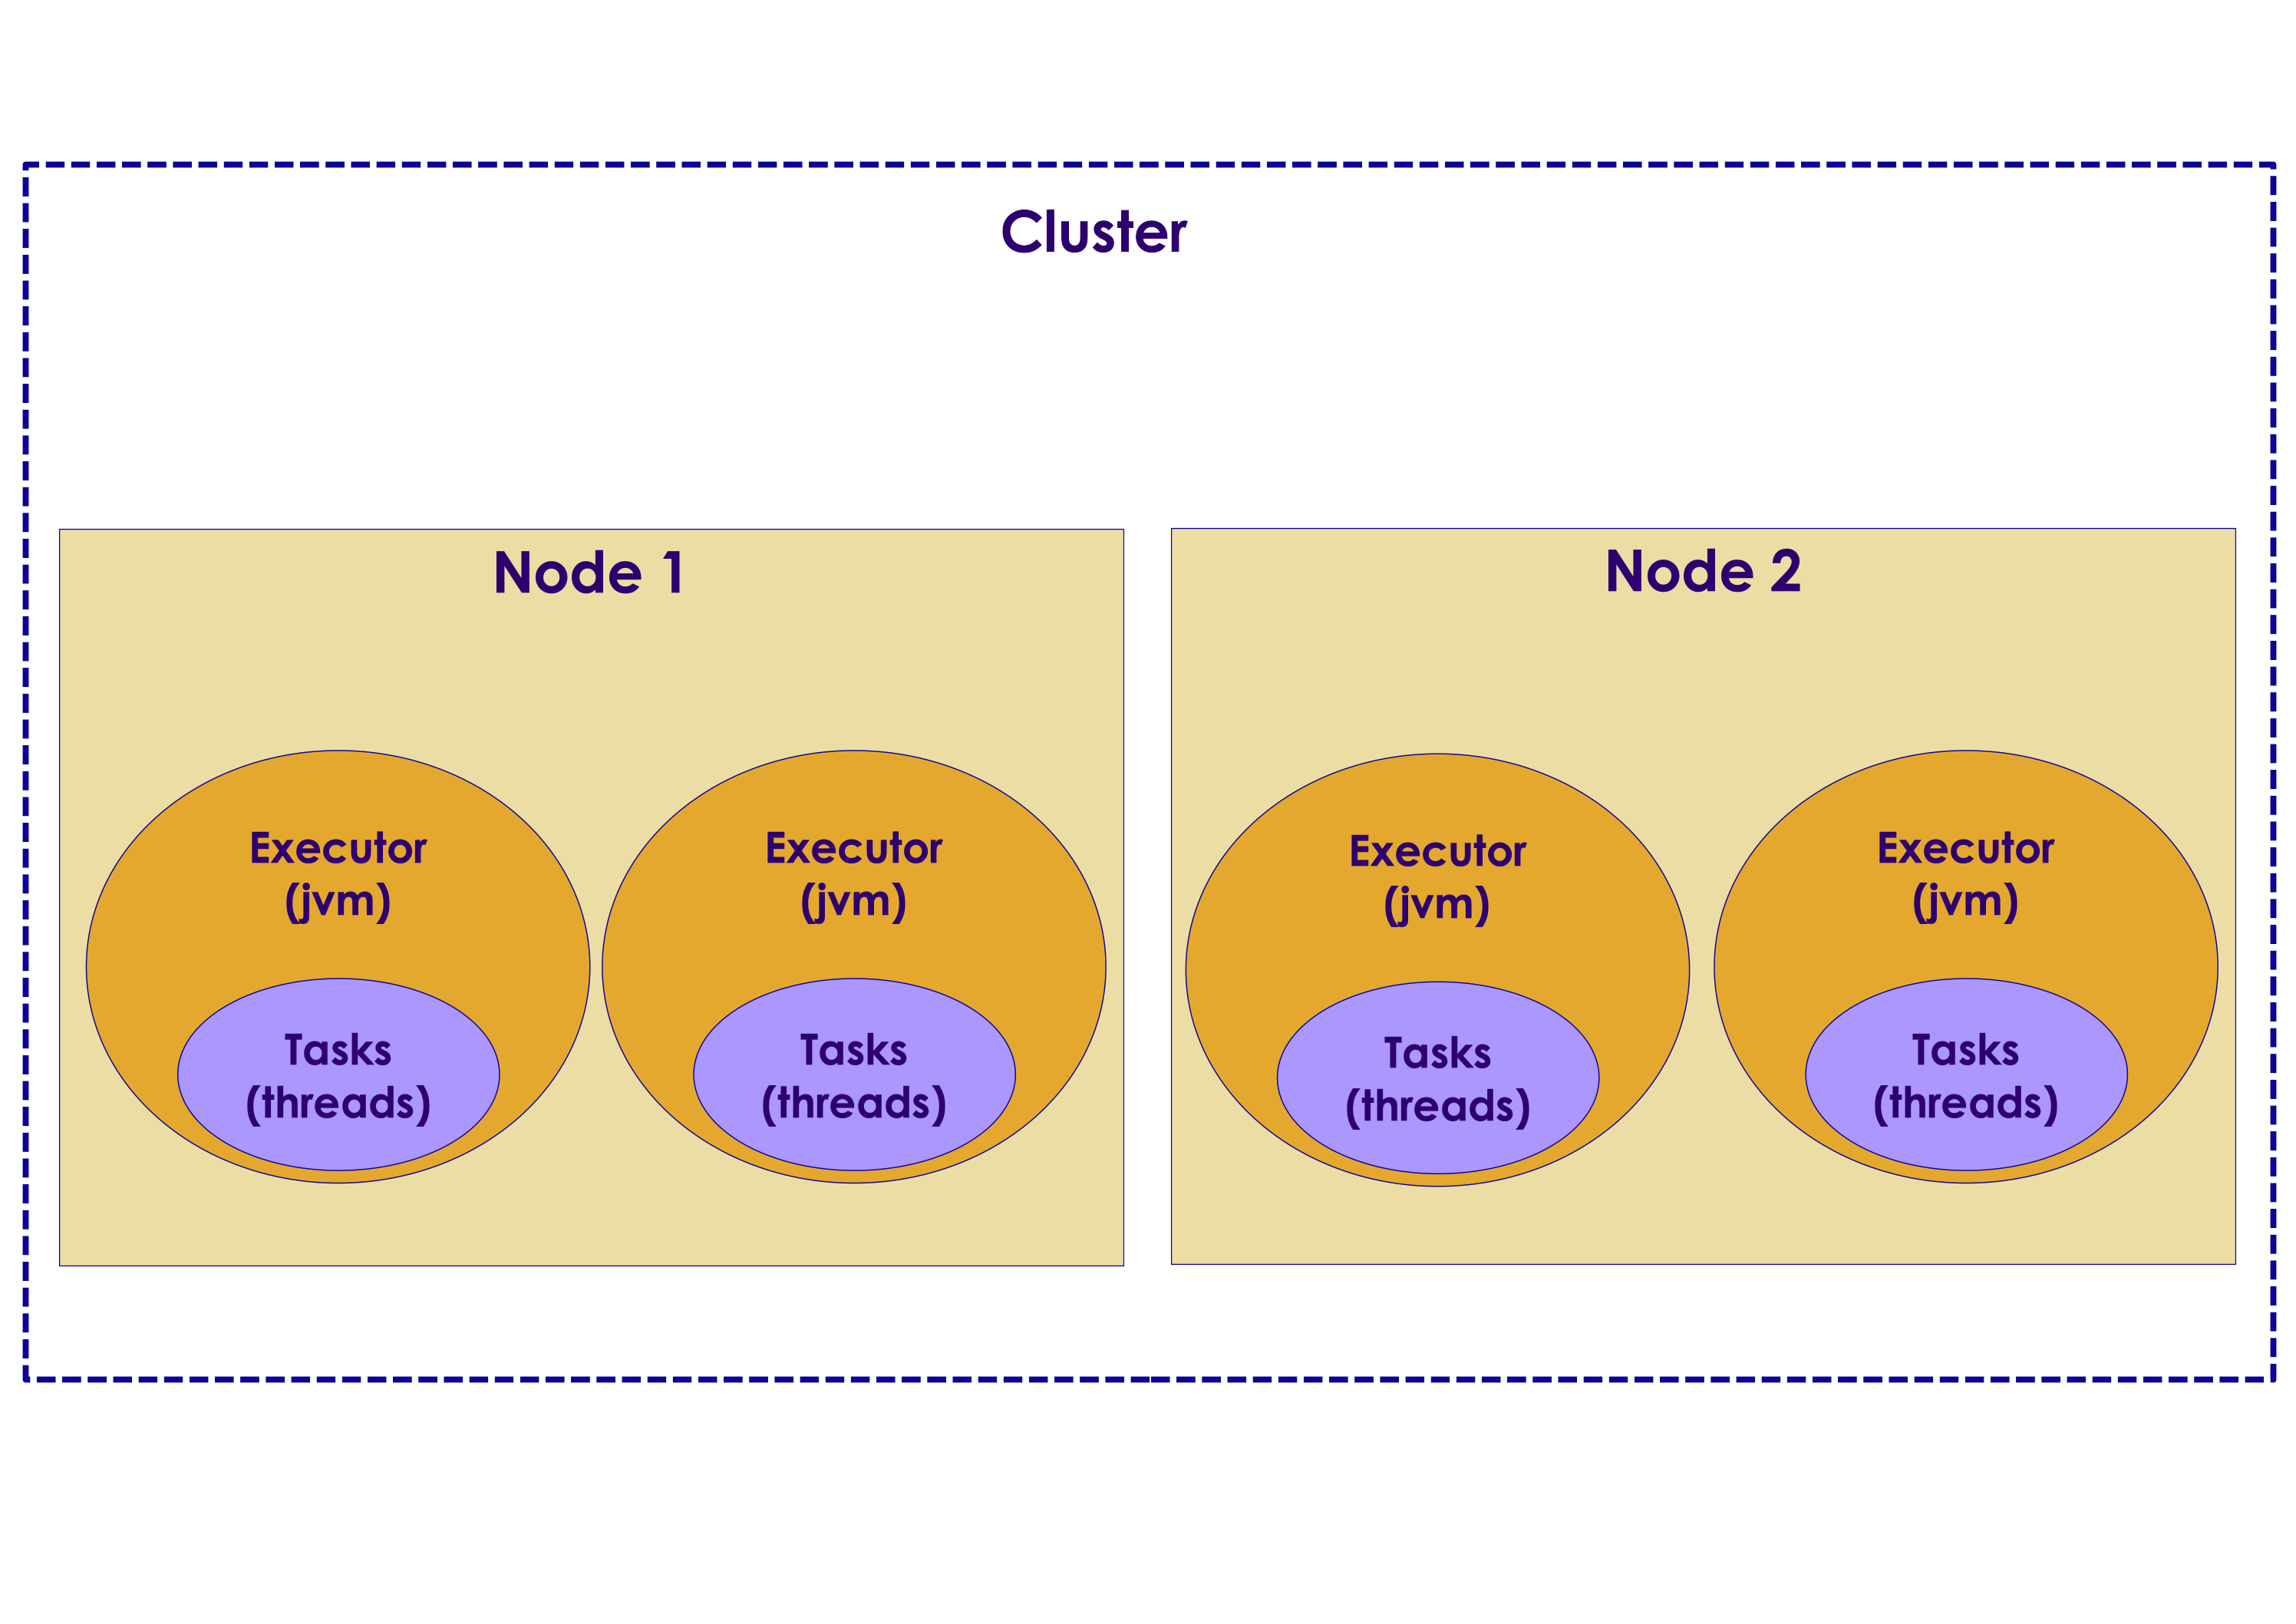 Cluster
Node 1
Executor
(jvm)
Tasks
(threads)
Executor
(jvm)
Tasks
(threads)
Node 2
Executor
(jvm)
Tasks
(threads)
Executor
(jvm)
Tasks
(threads)